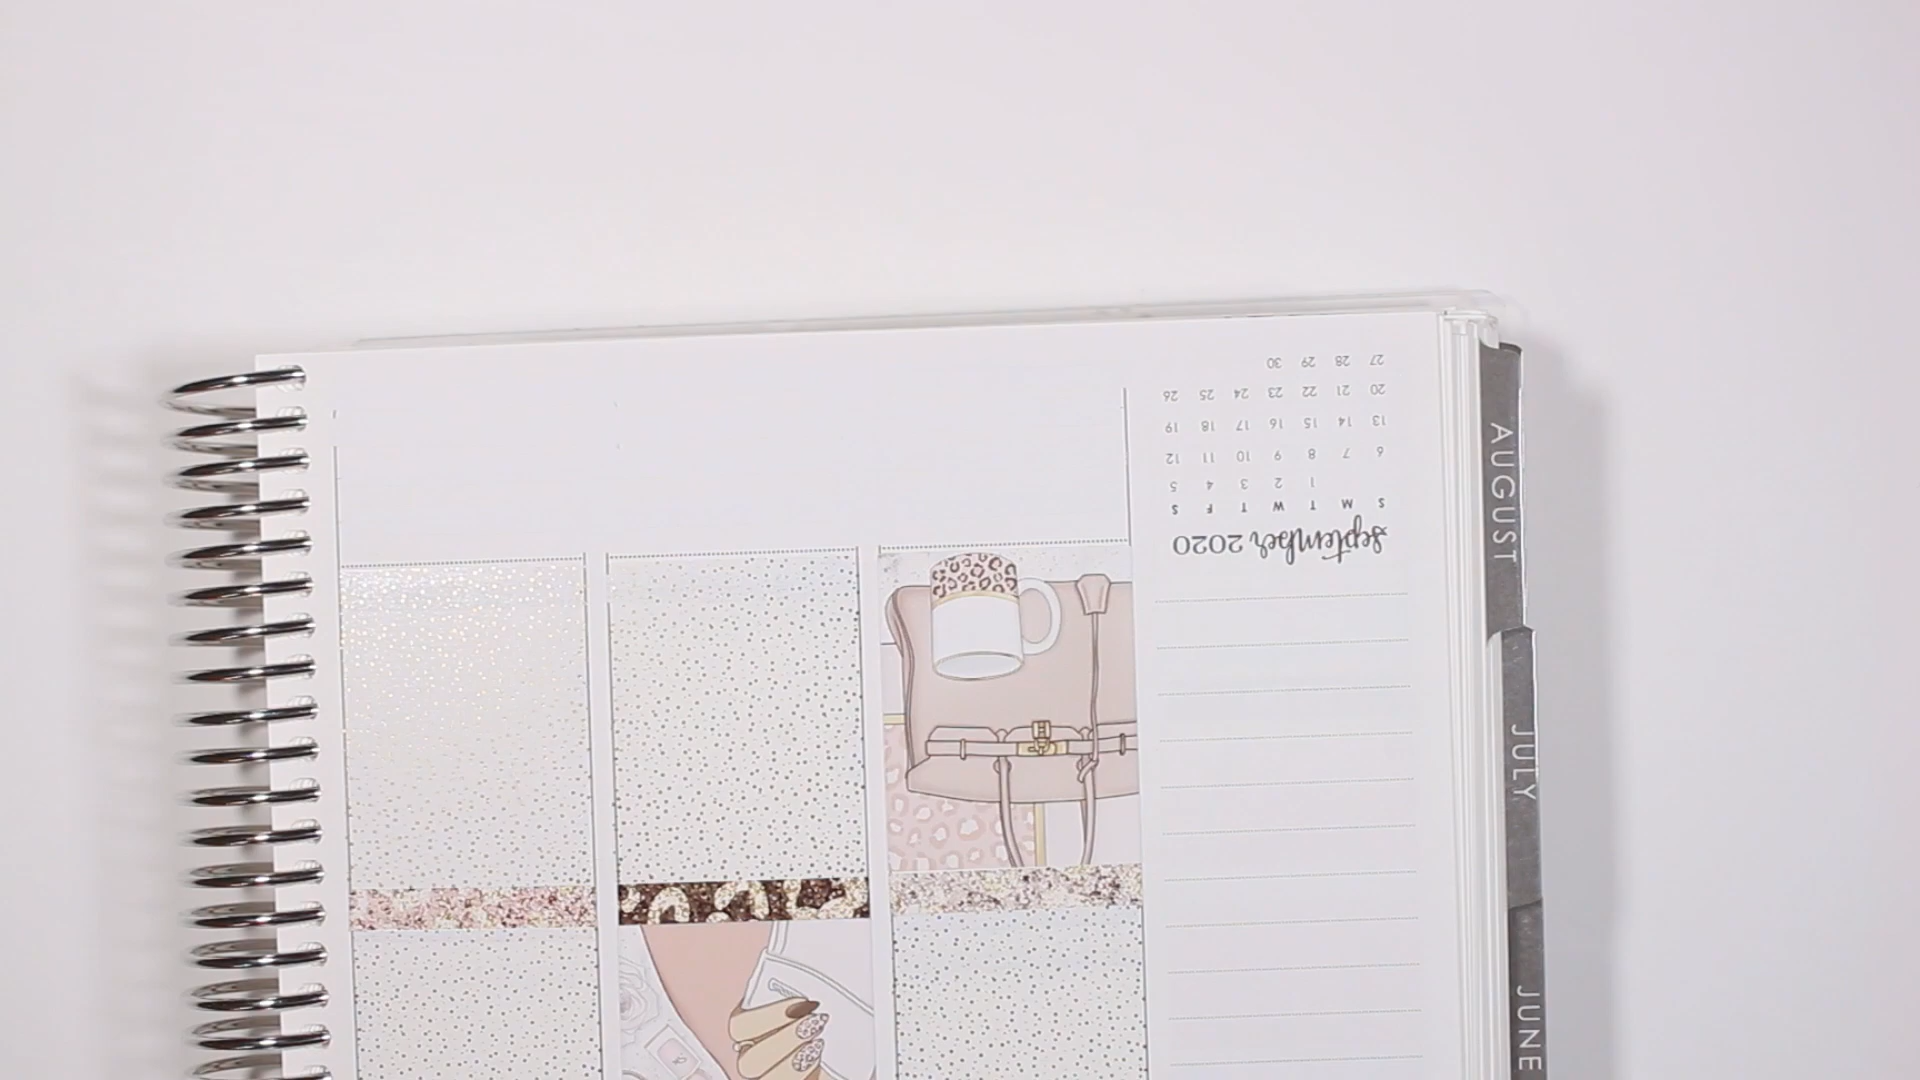 september 2020
S M T W T F S
1 2 3 4 5
6 7 8 9 10 11 12
13 14 15 16 17 18 19
20 21 22 23 24 25 26
27 28 29 30
AUGUST
JULY
JUNE